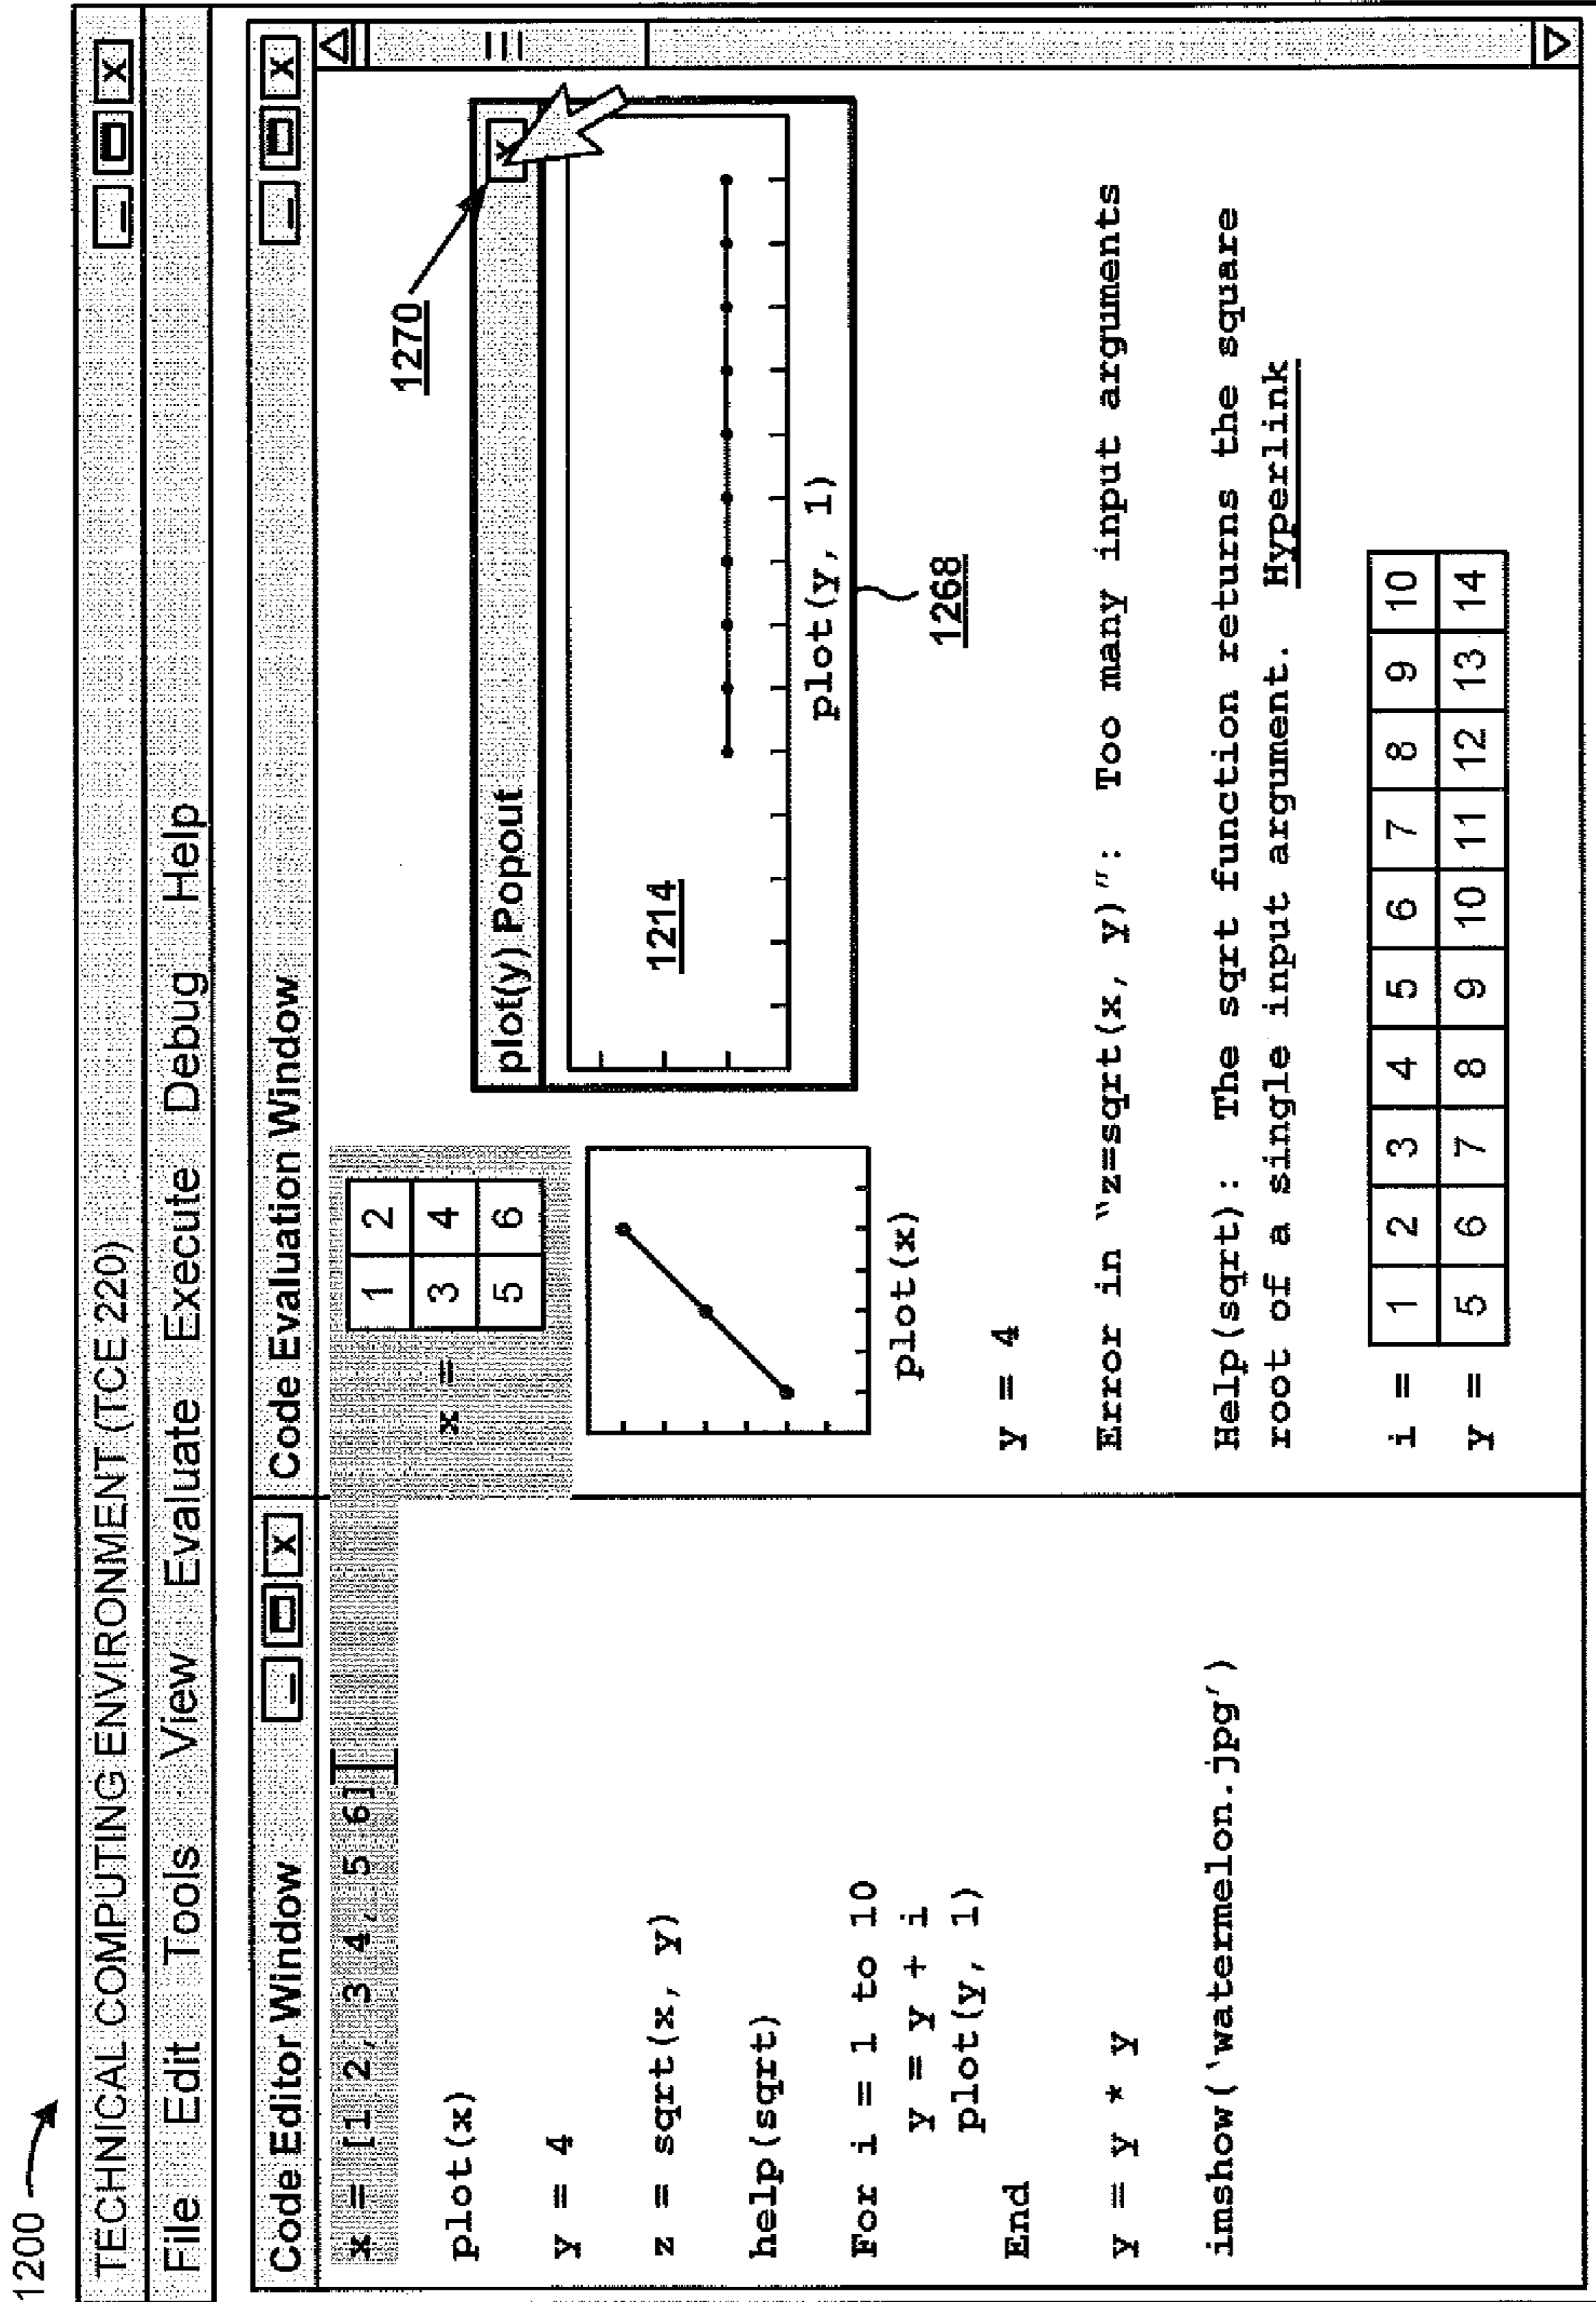 1200
TECHNICAL COMPUTING ENVIRONMENT (TCE 220)
File Edit Tools View Evaluate Execute Debug Help
Code Editor Window
x = [1 2, 3 4, 5 6]
plot(x)
y = 4
z = sqrt(x, y)
help(sqrt)
For i = 1 to 10
y = y + i
plot(y, 1)
End
y = y * y
imshow('watermelon.jpg')
Code Evaluation Window
x =
1 2
3 4
5 6
plot(x)
1270
plot(y) Popout
x
1214
plot(y, 1)
1268
y = 4
Error in "z=sqrt(x, y)": Too many input arguments
Help(sqrt): The sqrt function returns the square
root of a single input argument. Hyperlink
i = 1 2 3 4 5 6 7 8 9 10
y = 5 6 7 8 9 10 11 12 13 14